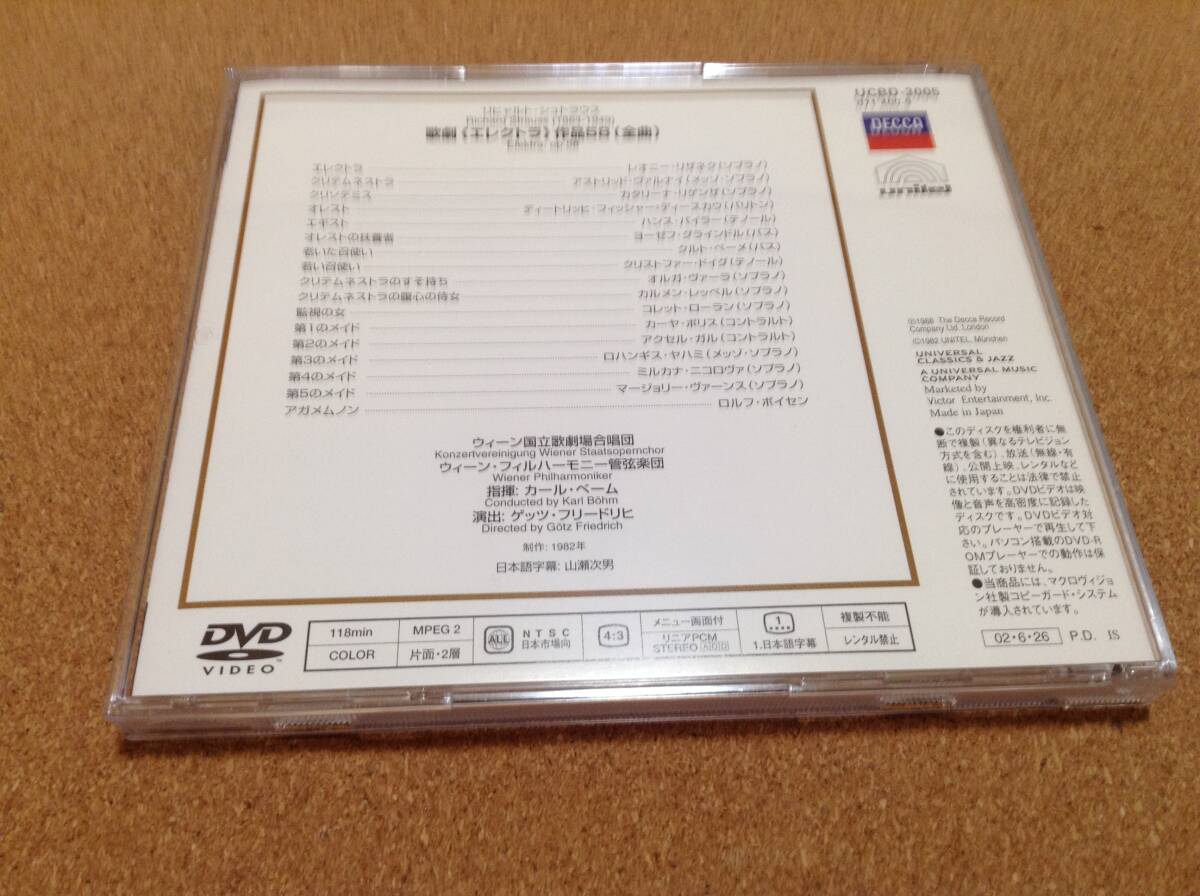 リヒャルト・シュトラウス
Richard Strauss (1864-1949)
歌劇《エレクトラ》作品58（全曲）
Elektra, op.58
エレクトラ レオニー・リザネク（ソプラノ）
クリテムネストラ アストリッド・ヴァルナイ（メッゾ・ソプラノ）
クリソテミス カタリーナ・リゲンザ（ソプラノ）
オレスト ディートリッヒ・フィッシャー・ディースカウ（バリトン）
エギスト ハンス・バイラー（テノール）
オレストの扶養者 ヨーゼフ・グラインドル（バス）
老いた召使い クルト・ベーメ（バス）
若い召使い クリストファー・ドイグ（テノール）
クリテムネストラのすそ持ち オルガ・ヴァーラ（ソプラノ）
クリテムネストラの腹心の侍女 カルメン・レッペル（ソプラノ）
監視の女 コレット・ローラン（ソプラノ）
第1のメイド カーヤ・ボリス（コントラルト）
第2のメイド アクセル・ガル（コントラルト）
第3のメイド ロハンギス・ヤハミ（メッゾ・ソプラノ）
第4のメイド ミルカナ・ニコロヴァ（ソプラノ）
第5のメイド マージョリー・ヴァーンス（ソプラノ）
アガメムノン ロルフ・ボイセン
ウィーン国立歌劇場合唱団
Konzertvereinigung Wiener Staatsopernchor
ウィーン・フィルハーモニー管弦楽団
Wiener Philharmoniker
指揮: カール・ベーム
Conducted by Karl Böhm
演出: ゲッツ・フリードリヒ
Directed by Götz Friedrich
制作: 1982年
日本語字幕: 山瀬次男
UCBD-3005
071 400-9
DECCA
unitel
Ⓟ1986 The Decca Record
Company Ltd. London
©1982 UNITEL, München
UNIVERSAL
CLASSICS & JAZZ
A UNIVERSAL MUSIC
COMPANY
Marketed by
Victor Entertainment, Inc.
Made in Japan
●このディスクを権利者に無
断で複製（異なるテレビジョン
方式を含む）、放送（無線・有
線）、公開上映、レンタルなど
に使用することは法律で禁止
されています。DVDビデオは映
像と音声を高密度に記録した
ディスクです。DVDビデオ対
応のプレーヤーで再生して下
さい。パソコン搭載のDVD-R
OMプレーヤーでの動作は保
証しておりません。
●当商品には、マクロヴィジョ
ン社製コピーガード・システム
が導入されています。
02・6・26 P.D. IS
DVD
VIDEO
118min
COLOR
MPEG 2
片面・2層
ALL
NTSC
日本市場向
4:3
メニュー画面付
リニアPCM
STEREO ADD
1
1.日本語字幕
複製不能
レンタル禁止